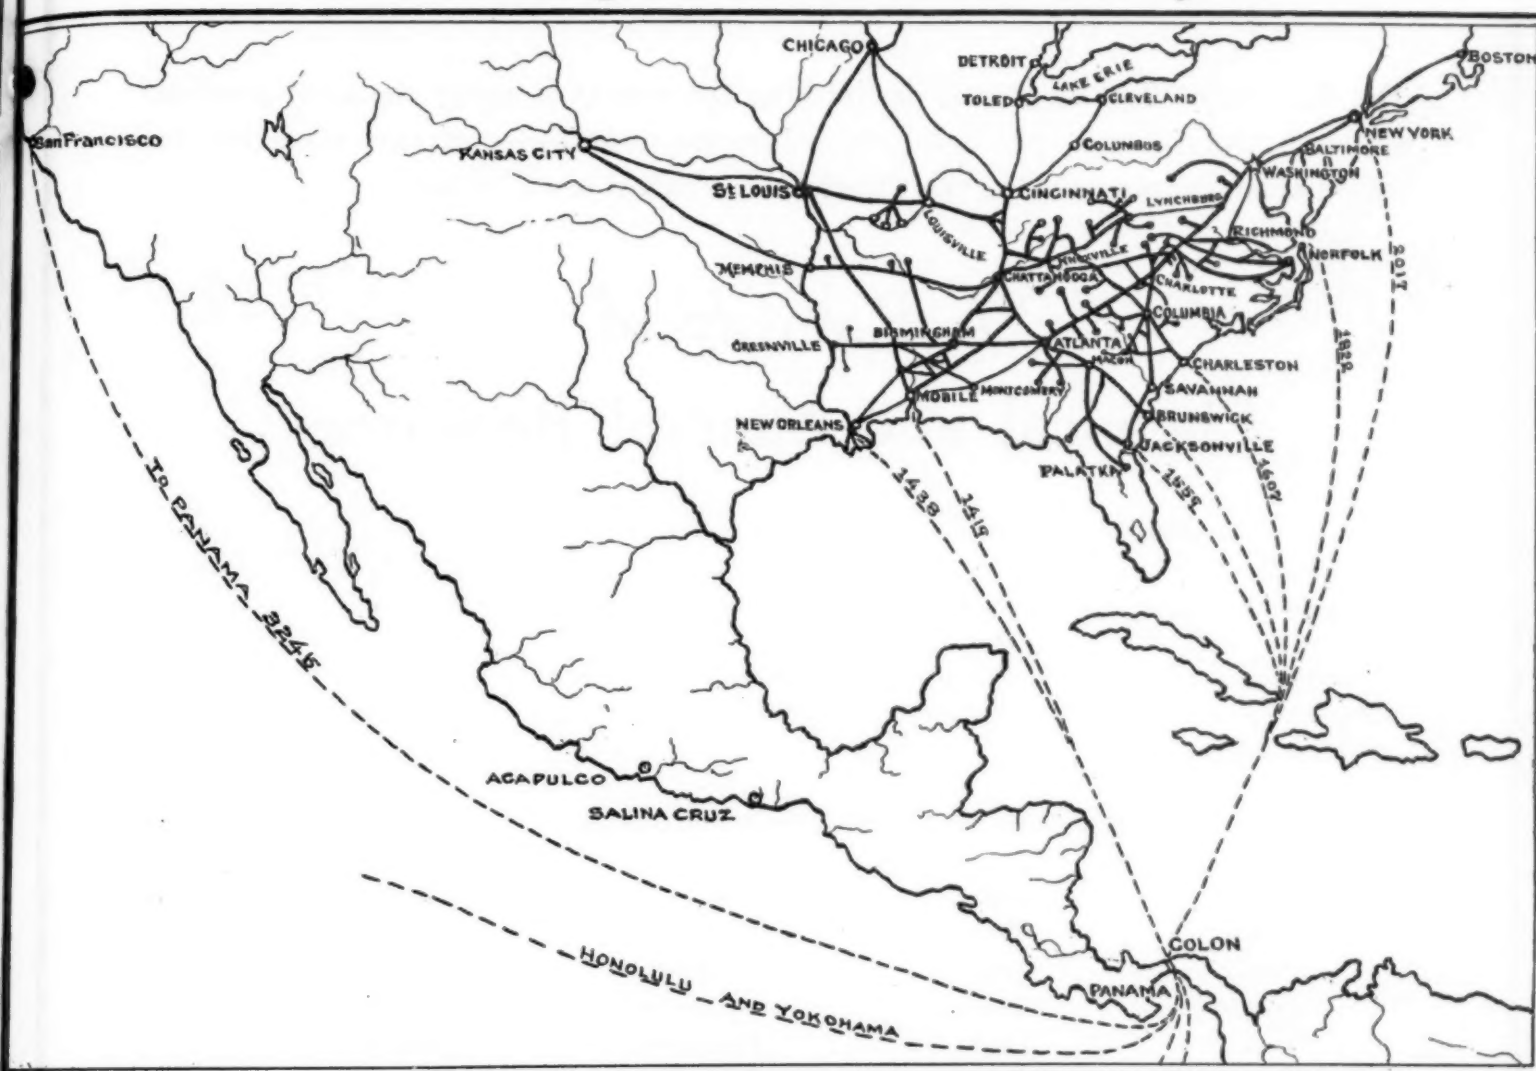 CHICAGO
DETROIT
LAKE ERIE
BOSTON
TOLEDO
CLEVELAND
San Francisco
KANSAS CITY
COLUMBUS
NEW YORK
BALTIMORE
WASHINGTON
St LOUIS
CINCINNATI
LYNCHBURG
LOUISVILLE
RICHMOND
KNOXVILLE
NORFOLK
MEMPHIS
CHATTANOOGA
CHARLOTTE
2017
COLUMBIA
BIRMINGHAM
GREENVILLE
ATLANTA
MACON
1828
CHARLESTON
MONTGOMERY
SAVANNAH
MOBILE
BRUNSWICK
NEW ORLEANS
JACKSONVILLE
PALATKA
1438
1419
1559
1607
TO PANAMA 3245
ACAPULCO
SALINA CRUZ
COLON
HONOLULU AND YOKOHAMA
PANAMA